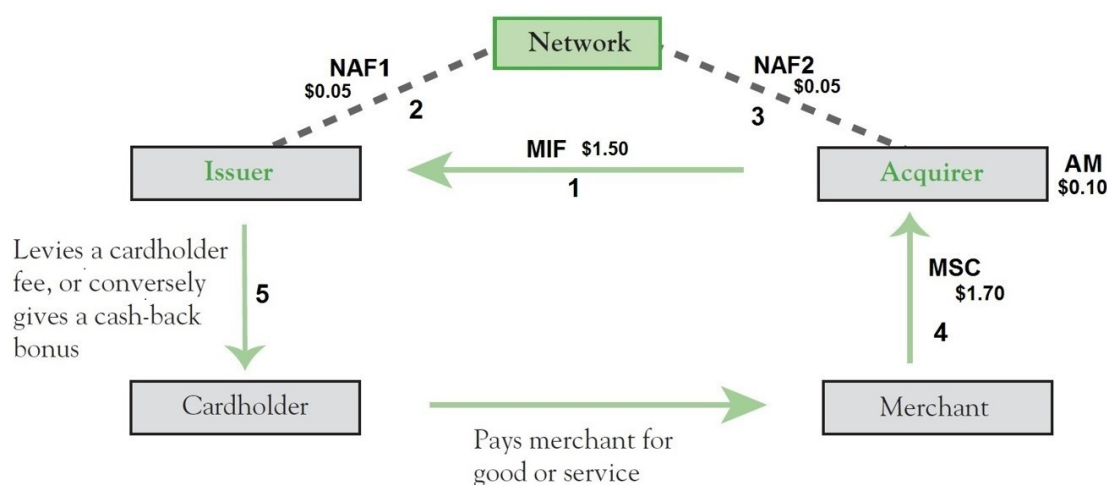 Network
NAF1
$0.05
2
NAF2
$0.05
3
Issuer
MIF $1.50
1
Acquirer
AM
$0.10
Levies a cardholder
fee, or conversely
gives a cash-back
bonus
5
MSC
$1.70
4
Cardholder
Pays merchant for
good or service
Merchant